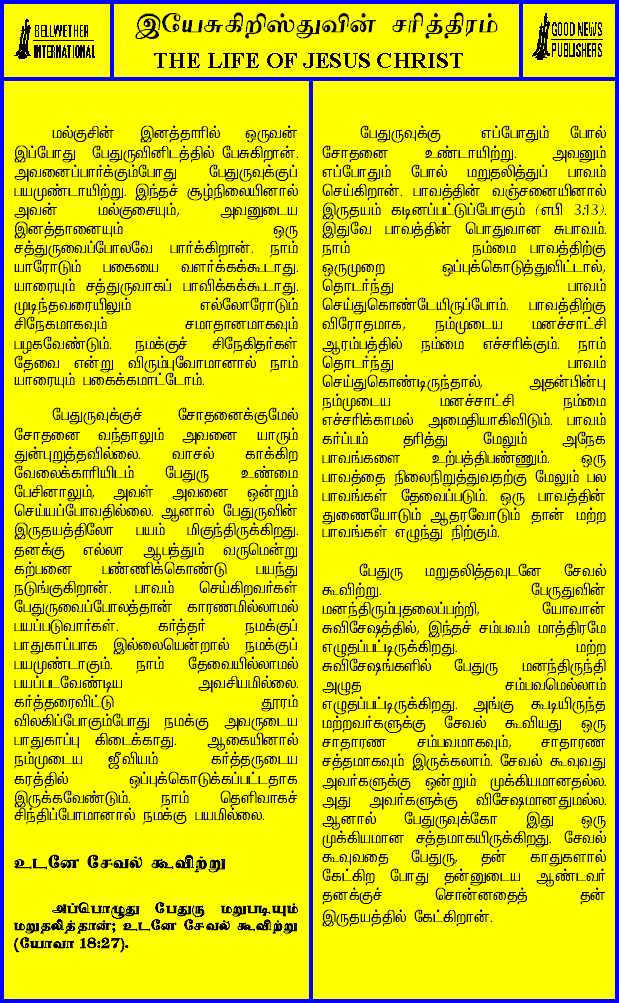 BELLWETHER
INTERNATIONAL
இயேசுகிறிஸ்துவின் சரித்திரம்
THE LIFE OF JESUS CHRIST
GOOD NEWS
PUBLISHERS
மல்குசின் இனத்தாரில் ஒருவன்
இப்போது பேதுருவினிடத்தில் பேசுகிறான்.
அவனைப்பார்க்கும்போது பேதுருவுக்குப்
பயமுண்டாயிற்று. இந்தச் சூழ்நிலையினால்
அவன் மல்குசையும், அவனுடைய
இனத்தானையும் ஒரு
சத்துருவைப்போலவே பார்க்கிறான். நாம்
யாரோடும் பகையை வளர்க்கக்கூடாது.
யாரையும் சத்துருவாகப் பாவிக்கக்கூடாது.
முடிந்தவரையிலும் எல்லோரோடும்
சிநேகமாகவும் சமாதானமாகவும்
பழகவேண்டும். நமக்குச் சிநேகிதர்கள்
தேவை என்று விரும்புவோமானால் நாம்
யாரையும் பகைக்கமாட்டோம்.
பேதுருவுக்குச் சோதனைக்குமேல்
சோதனை வந்தாலும் அவனை யாரும்
துன்புறுத்தவில்லை. வாசல் காக்கிற
வேலைக்காரியிடம் பேதுரு உண்மை
பேசினாலும், அவள் அவனை ஒன்றும்
செய்யப்போவதில்லை. ஆனால் பேதுருவின்
இருதயத்திலோ பயம் மிகுந்திருக்கிறது.
தனக்கு எல்லா ஆபத்தும் வருமென்று
கற்பனை பண்ணிக்கொண்டு பயந்து
நடுங்குகிறான். பாவம் செய்கிறவர்கள்
பேதுருவைப்போலத்தான் காரணமில்லாமல்
பயப்படுவார்கள். கர்த்தர் நமக்குப்
பாதுகாப்பாக இல்லையென்றால் நமக்குப்
பயமுண்டாகும். நாம் தேவையில்லாமல்
பயப்படவேண்டிய அவசியமில்லை.
கர்த்தரைவிட்டு தூரம்
விலகிப்போகும்போது நமக்கு அவருடைய
பாதுகாப்பு கிடைக்காது. ஆகையினால்
நம்முடைய ஜீவியம் கர்த்தருடைய
கரத்தில் ஒப்புக்கொடுக்கப்பட்டதாக
இருக்கவேண்டும். நாம் தெளிவாகச்
சிந்திப்போமானால் நமக்கு பயமில்லை.
உடனே சேவல் கூவிற்று
அப்பொழுது பேதுரு மறுபடியும்
மறுதலித்தான்; உடனே சேவல் கூவிற்று
(யோவா 18:27).
பேதுருவுக்கு எப்போதும் போல்
சோதனை உண்டாயிற்று. அவனும்
எப்போதும் போல் மறுதலித்துப் பாவம்
செய்கிறான். பாவத்தின் வஞ்சனையினால்
இருதயம் கடினப்பட்டுப்போகும் (எபி 3:13).
இதுவே பாவத்தின் பொதுவான சுபாவம்.
நாம் நம்மை பாவத்திற்கு
ஒருமுறை ஒப்புக்கொடுத்துவிட்டால்,
தொடர்ந்து பாவம்
செய்துகொண்டேயிருப்போம். பாவத்திற்கு
விரோதமாக, நம்முடைய மனச்சாட்சி
ஆரம்பத்தில் நம்மை எச்சரிக்கும். நாம்
தொடர்ந்து பாவம்
செய்துகொண்டிருந்தால், அதன்பின்பு
நம்முடைய மனச்சாட்சி நம்மை
எச்சரிக்காமல் அமைதியாகிவிடும். பாவம்
கர்ப்பம் தரித்து மேலும் அநேக
பாவங்களை உற்பத்திபண்ணும். ஒரு
பாவத்தை நிலைநிறுத்துவதற்கு மேலும் பல
பாவங்கள் தேவைப்படும். ஒரு பாவத்தின்
துணையோடும் ஆதரவோடும் தான் மற்ற
பாவங்கள் எழுந்து நிற்கும்.
பேதுரு மறுதலித்தவுடனே சேவல்
கூவிற்று. பேருதுவின்
மனந்திரும்புதலைப்பற்றி, யோவான்
சுவிசேஷத்தில், இந்தச் சம்பவம் மாத்திரமே
எழுதப்பட்டிருக்கிறது. மற்ற
சுவிசேஷங்களில் பேதுரு மனந்திருந்தி
அழுத சம்பவமெல்லாம்
எழுதப்பட்டிருக்கிறது. அங்கு கூடியிருந்த
மற்றவர்களுக்கு சேவல் கூவியது ஒரு
சாதாரண சம்பவமாகவும், சாதாரண
சத்தமாகவும் இருக்கலாம். சேவல் கூவுவது
அவர்களுக்கு ஒன்றும் முக்கியமானதல்ல.
அது அவர்களுக்கு விசேஷமானதுமல்ல.
ஆனால் பேதுருவுக்கோ இது ஒரு
முக்கியமான சத்தமாகயிருக்கிறது. சேவல்
கூவுவதை பேதுரு, தன் காதுகளால்
கேட்கிற போது தன்னுடைய ஆண்டவர்
தனக்குச் சொன்னதைத் தன்
இருதயத்தில் கேட்கிறான்.